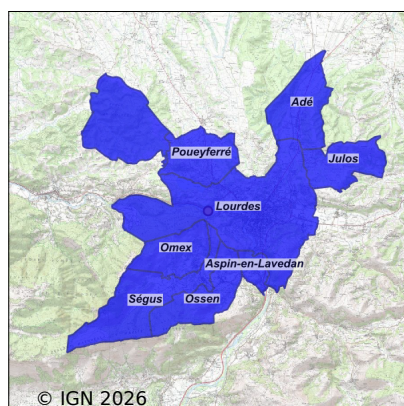 Adé
Poueyferré
Julos
Lourdes
Omex
Aspin-en-Lavedan
Ségus
Ossen
© IGN 2026